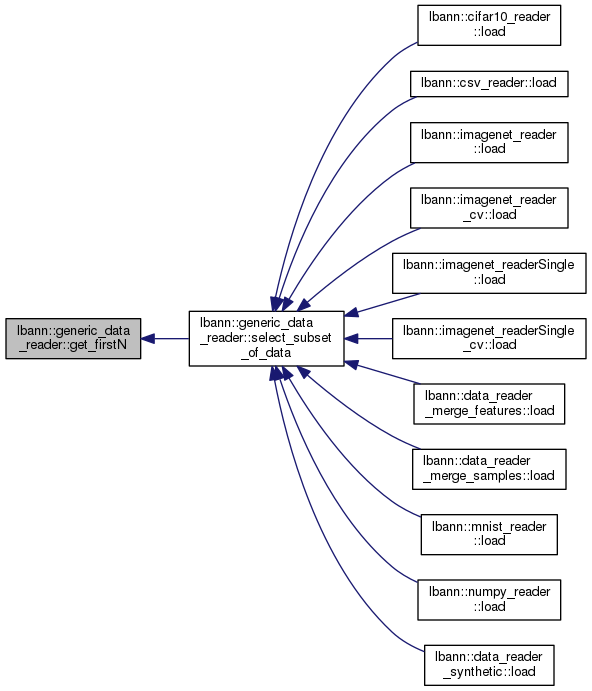 lbann::generic_data
_reader::get_firstN
lbann::generic_data
_reader::select_subset
_of_data
lbann::cifar10_reader
::load
lbann::csv_reader::load
lbann::imagenet_reader
::load
lbann::imagenet_reader
_cv::load
lbann::imagenet_readerSingle
::load
lbann::imagenet_readerSingle
_cv::load
lbann::data_reader
_merge_features::load
lbann::data_reader
_merge_samples::load
lbann::mnist_reader
::load
lbann::numpy_reader
::load
lbann::data_reader
_synthetic::load